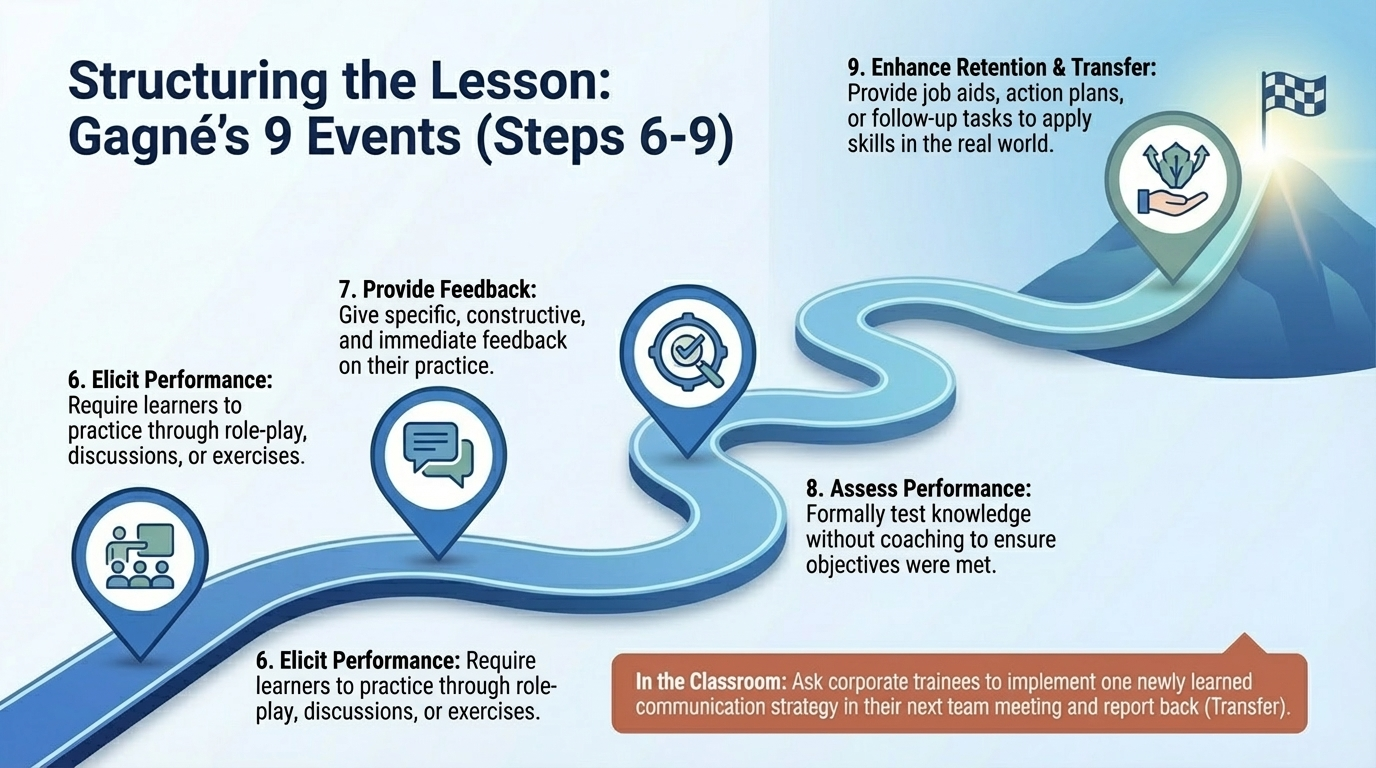 Structuring the Lesson:
Gagné's 9 Events (Steps 6-9)
9. Enhance Retention & Transfer:
Provide job aids, action plans,
or follow-up tasks to apply
skills in the real world.
7. Provide Feedback:
Give specific, constructive,
and immediate feedback
on their practice.
6. Elicit Performance:
Require learners to
practice through role-play,
discussions, or exercises.
8. Assess Performance:
Formally test knowledge
without coaching to ensure
objectives were met.
6. Elicit Performance: Require
learners to practice through role-
play, discussions, or exercises.
In the Classroom: Ask corporate trainees to implement one newly learned
communication strategy in their next team meeting and report back (Transfer).